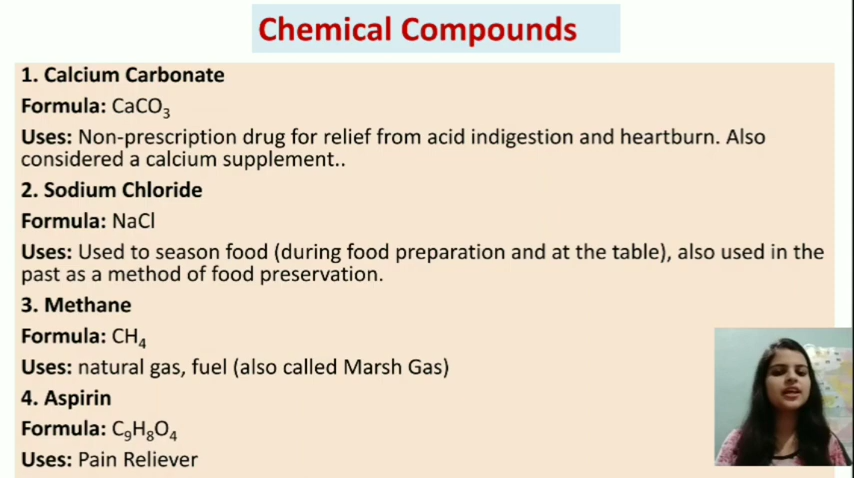 Chemical Compounds
1. Calcium Carbonate
Formula: CaCO₃
Uses: Non-prescription drug for relief from acid indigestion and heartburn. Also
considered a calcium supplement..
2. Sodium Chloride
Formula: NaCl
Uses: Used to season food (during food preparation and at the table), also used in the
past as a method of food preservation.
3. Methane
Formula: CH₄
Uses: natural gas, fuel (also called Marsh Gas)
4. Aspirin
Formula: C₉H₈O₄
Uses: Pain Reliever